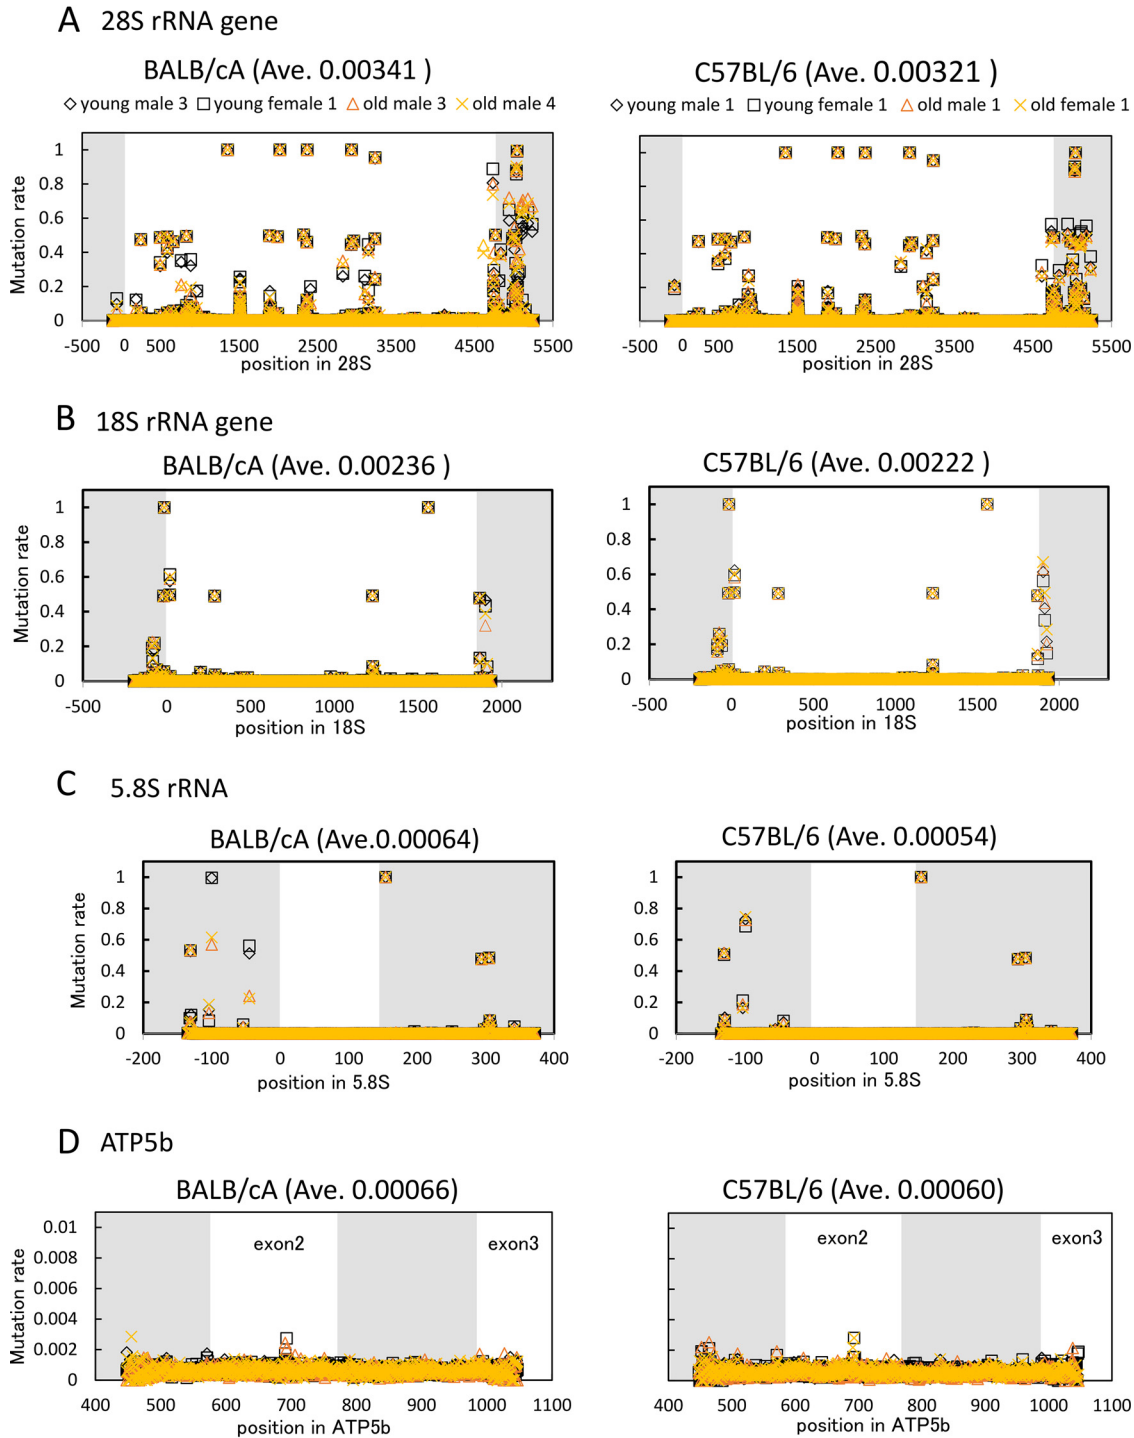 A 28S rRNA gene
BALB/cA (Ave. 0.00341 )
young male 3 young female 1 old male 3 old male 4
Mutation rate
1
0.8
0.6
0.4
0.2
0
-500 0 500 1500 2500 3500 4500 5500
position in 28S
C57BL/6 (Ave. 0.00321 )
young male 1 young female 1 old male 1 old female 1
1
0.8
0.6
0.4
0.2
0
-500 0 500 1500 2500 3500 4500 5500
position in 28S
B 18S rRNA gene
BALB/cA (Ave. 0.00236 )
Mutation rate
1
0.8
0.6
0.4
0.2
0
-500 0 500 1000 1500 2000
position in 18S
C57BL/6 (Ave. 0.00222 )
1
0.8
0.6
0.4
0.2
0
-500 0 500 1000 1500 2000
position in 18S
C 5.8S rRNA
BALB/cA (Ave.0.00064)
Mutation rate
1
0.8
0.6
0.4
0.2
0
-200 -100 0 100 200 300 400
position in 5.8S
C57BL/6 (Ave. 0.00054)
1
0.8
0.6
0.4
0.2
0
-200 -100 0 100 200 300 400
position in 5.8S
D ATP5b
BALB/cA (Ave. 0.00066)
Mutation rate
0.01
0.008
0.006
0.004
0.002
0
exon2 exon3
400 500 600 700 800 900 1000 1100
position in ATP5b
C57BL/6 (Ave. 0.00060)
exon2 exon3
400 500 600 700 800 900 1000 1100
position in ATP5b